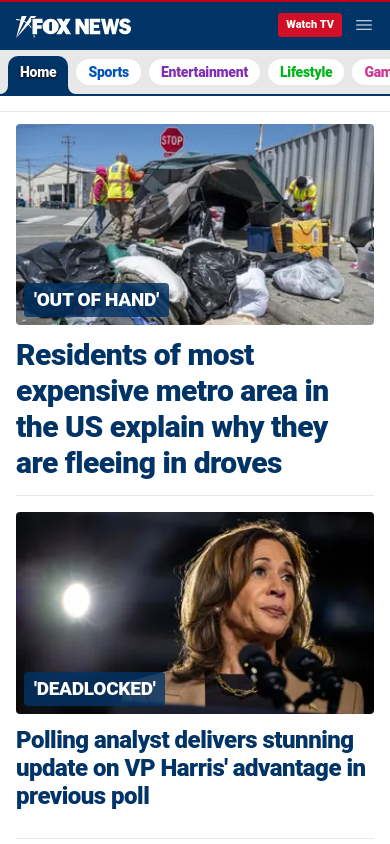 FOX NEWS
Watch TV
Home
Sports
Entertainment
Lifestyle
Gam
STOP
'OUT OF HAND'
Residents of most
expensive metro area in
the US explain why they
are fleeing in droves
'DEADLOCKED'
Polling analyst delivers stunning
update on VP Harris' advantage in
previous poll